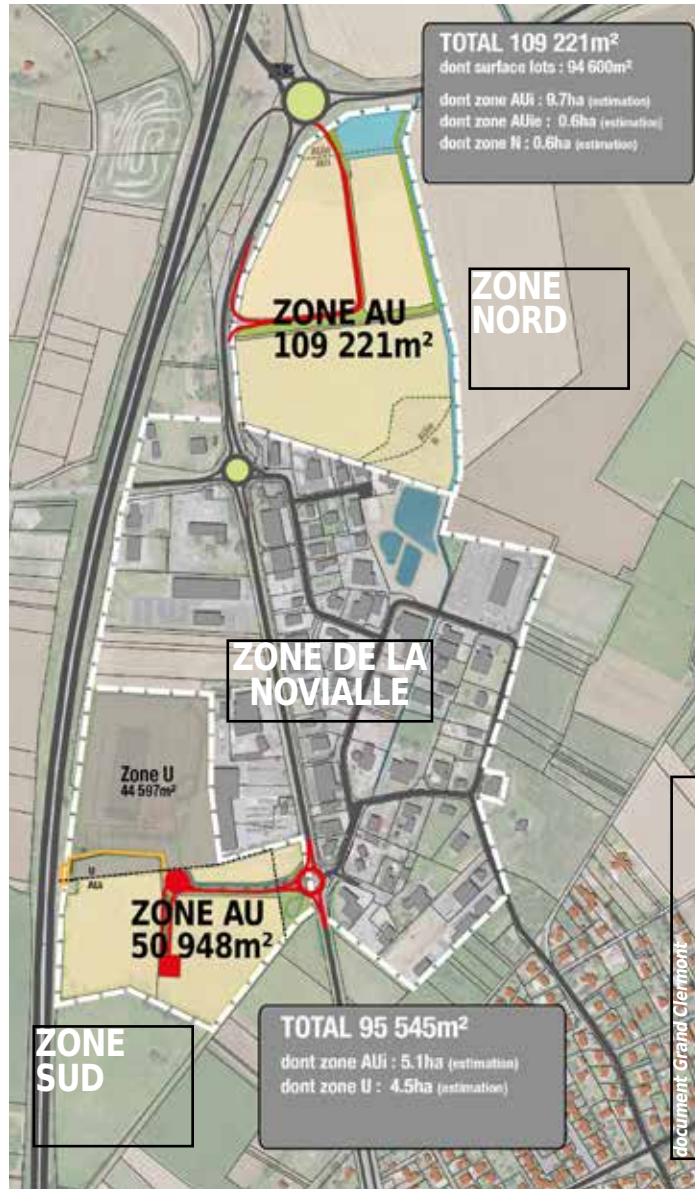 TOTAL 109 221m²
dont surface lots : 94 600m²
dont zone AUi : 9.7ha (estimation)
dont zone AUie : 0.6ha (estimation)
dont zone N : 0.6ha (estimation)
ZONE
NORD
ZONE AU
109 221m²
ZONE DE LA
NOVIALLE
Zone U
44 597m²
U
AUi
ZONE AU
50 948m²
ZONE
SUD
TOTAL 95 545m²
dont zone AUi : 5.1ha (estimation)
dont zone U : 4.5ha (estimation)
document Grand Clermont